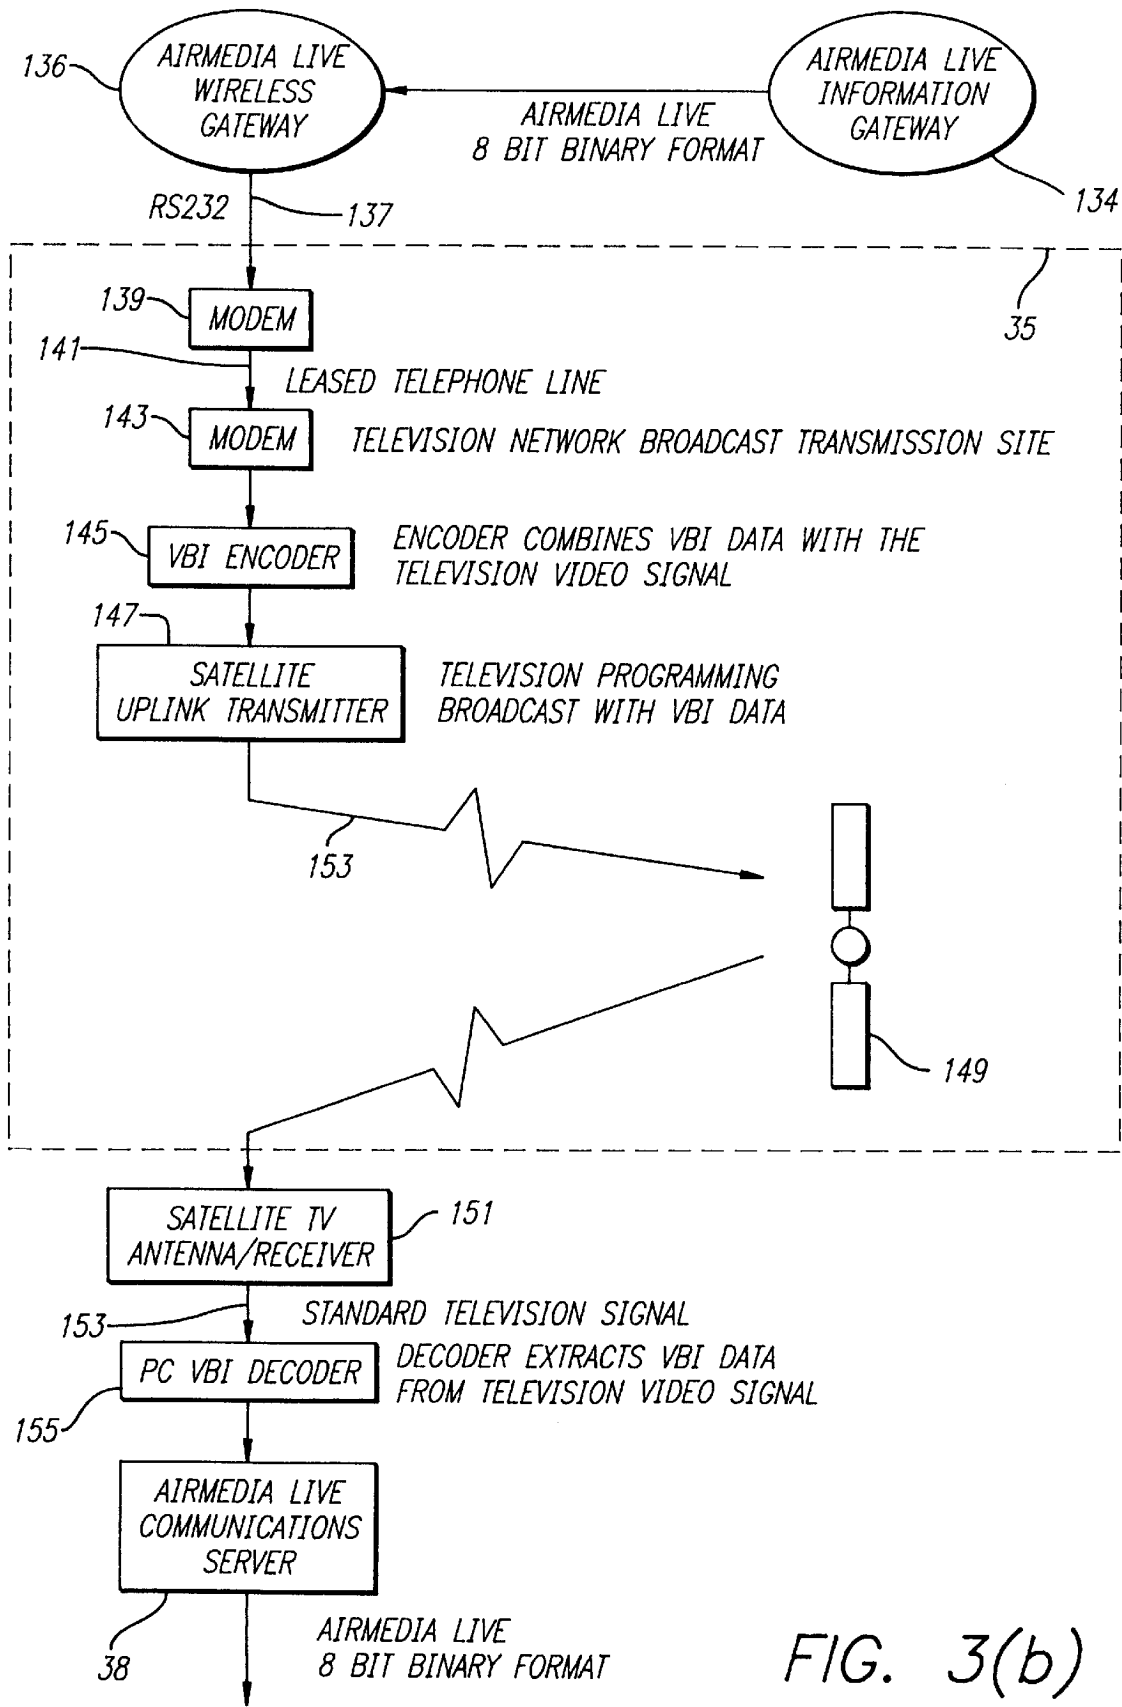 136
AIRMEDIA LIVE
WIRELESS
GATEWAY
AIRMEDIA LIVE
8 BIT BINARY FORMAT
AIRMEDIA LIVE
INFORMATION
GATEWAY
134
RS232
137
35
139
MODEM
141
LEASED TELEPHONE LINE
143
MODEM
TELEVISION NETWORK BROADCAST TRANSMISSION SITE
145
VBI ENCODER
ENCODER COMBINES VBI DATA WITH THE
TELEVISION VIDEO SIGNAL
147
SATELLITE
UPLINK TRANSMITTER
TELEVISION PROGRAMMING
BROADCAST WITH VBI DATA
153
149
SATELLITE TV
ANTENNA/RECEIVER
151
153
STANDARD TELEVISION SIGNAL
PC VBI DECODER
DECODER EXTRACTS VBI DATA
FROM TELEVISION VIDEO SIGNAL
155
AIRMEDIA LIVE
COMMUNICATIONS
SERVER
38
AIRMEDIA LIVE
8 BIT BINARY FORMAT
FIG. 3(b)